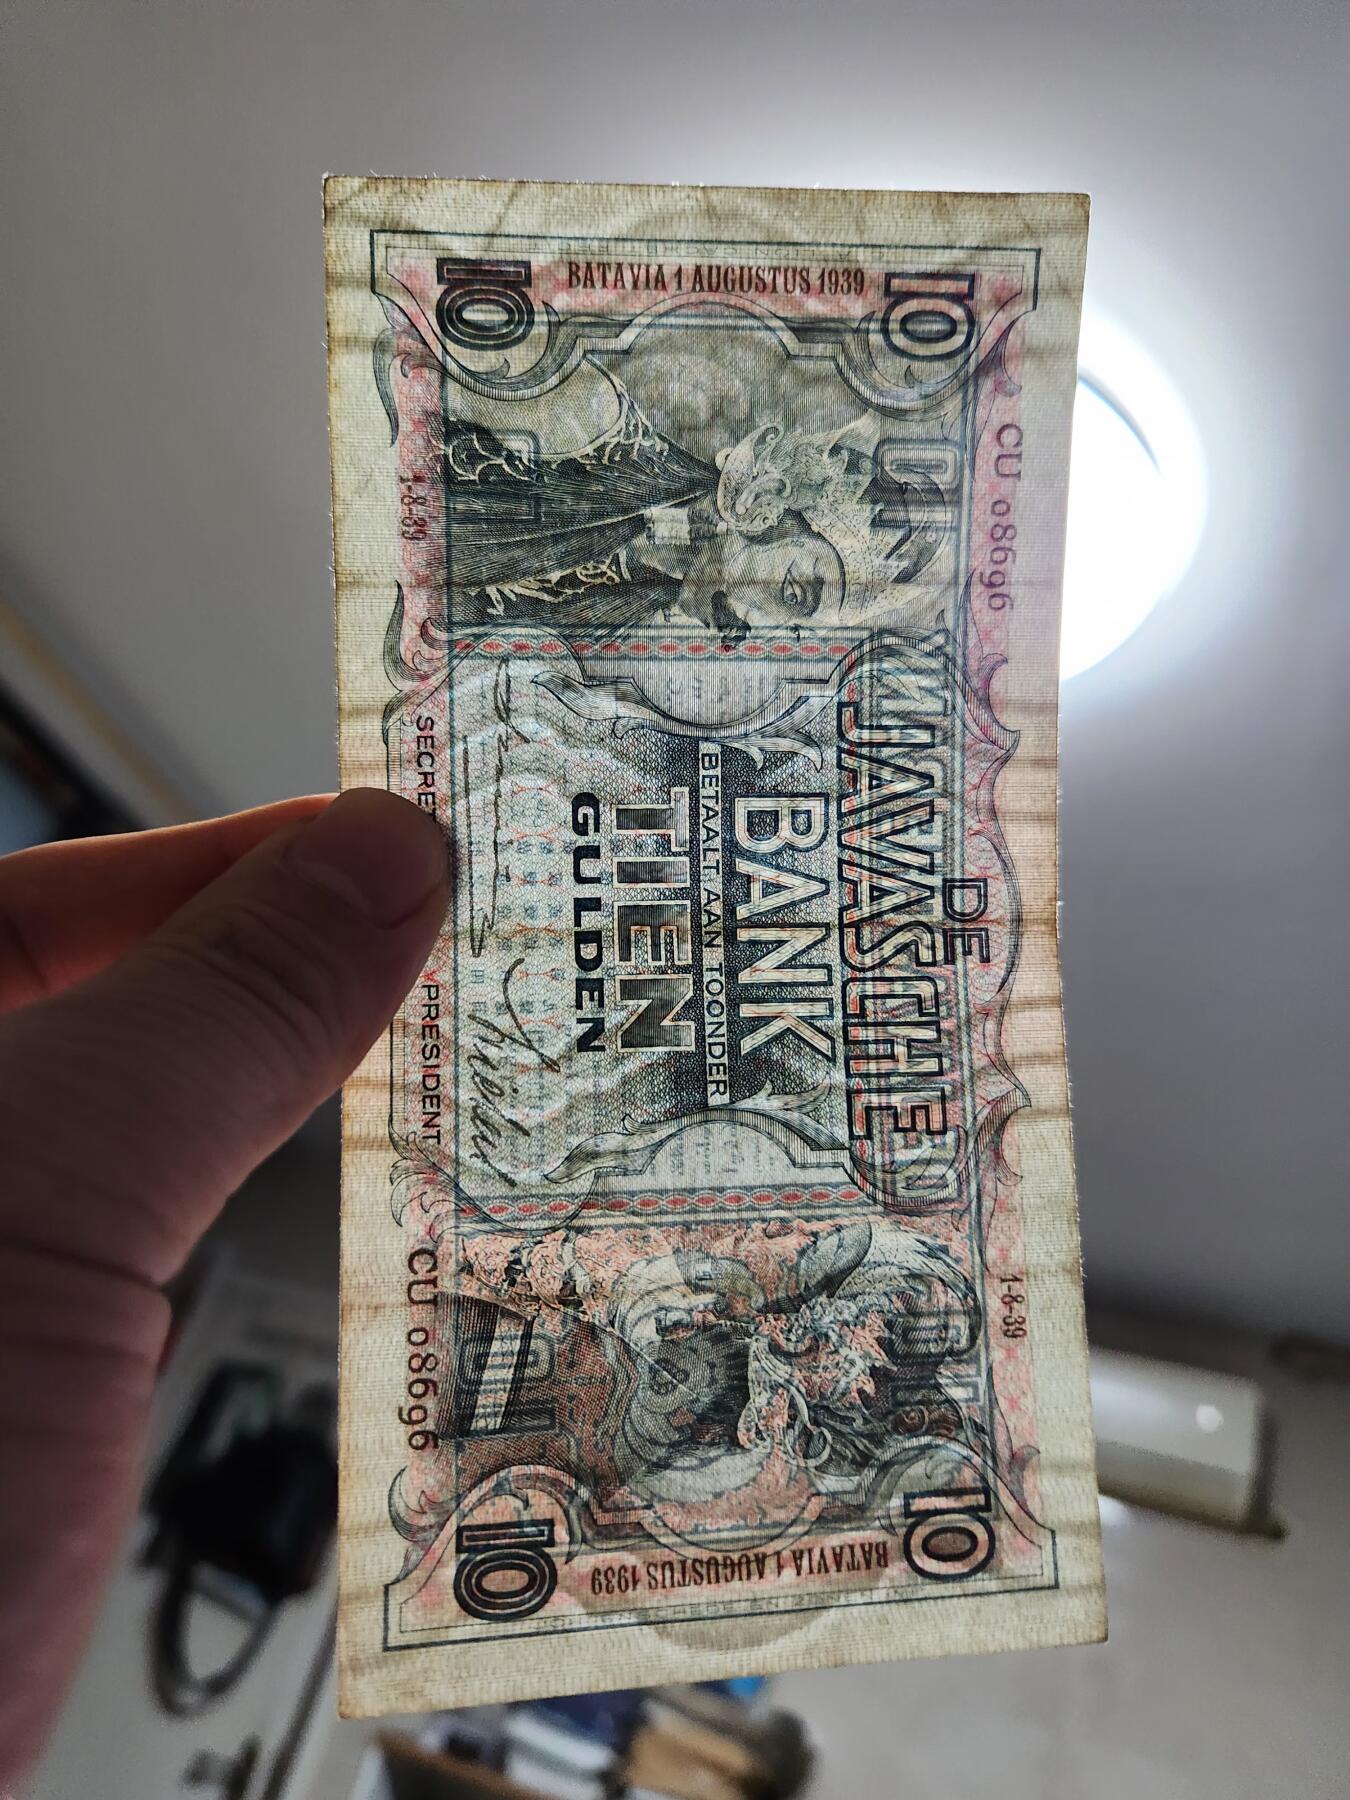 CU 08696
1-8-39
10
10
BATAVIA 1 AUGUSTUS 1939
DE
JAVASCHE
BANK
BETAALT AAN TOONDER
TIEN
GULDEN
BATAVIA 1 AUGUSTUS 1939
10
10
SECRET
PRESIDENT
1-8-39
CU 08696